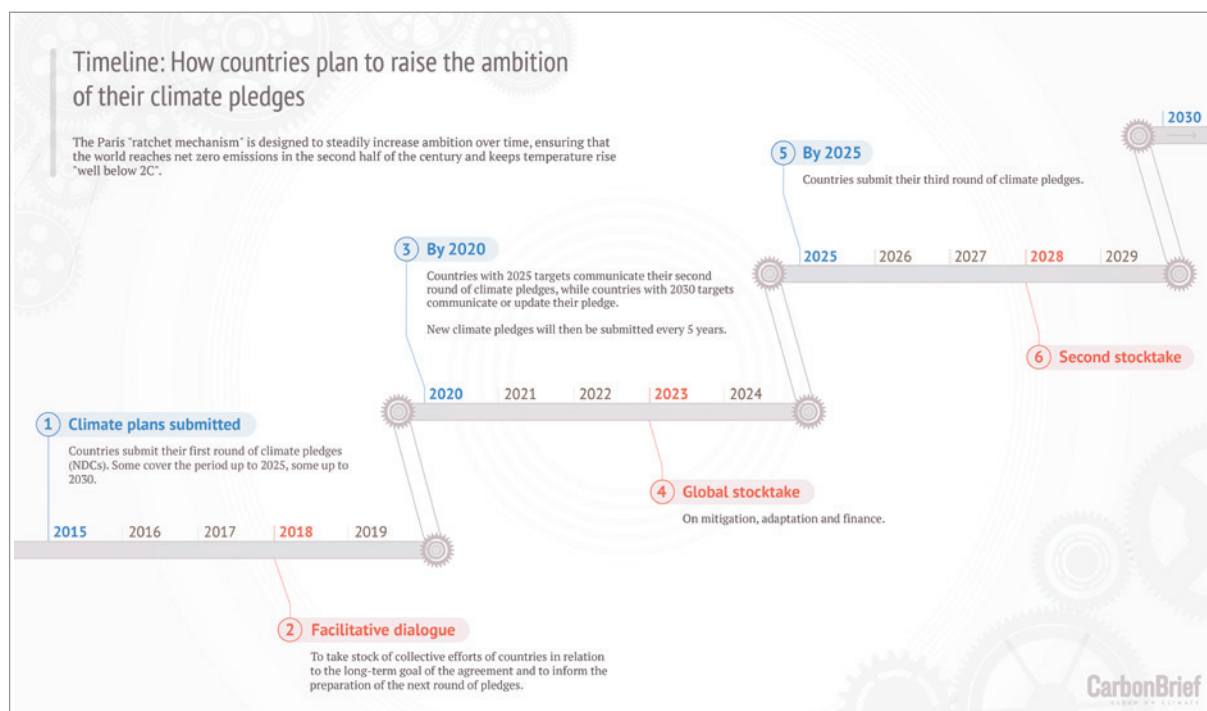 Timeline: How countries plan to raise the ambition
of their climate pledges
The Paris "ratchet mechanism" is designed to steadily increase ambition over time, ensuring that
the world reaches net zero emissions in the second half of the century and keeps temperature rise
"well below 2C".
1 Climate plans submitted
Countries submit their first round of climate pledges
(NDCs). Some cover the period up to 2025, some up to
2030.
2015 2016 2017 2018 2019
2 Facilitative dialogue
To take stock of collective efforts of countries in relation
to the long-term goal of the agreement and to inform the
preparation of the next round of pledges.
3 By 2020
Countries with 2025 targets communicate their second
round of climate pledges, while countries with 2030 targets
communicate or update their pledge.
New climate pledges will then be submitted every 5 years.
2020 2021 2022 2023 2024
4 Global stocktake
On mitigation, adaptation and finance.
5 By 2025
Countries submit their third round of climate pledges.
2025 2026 2027 2028 2029
6 Second stocktake
2030
CarbonBrief
CLEAR ON CLIMATE